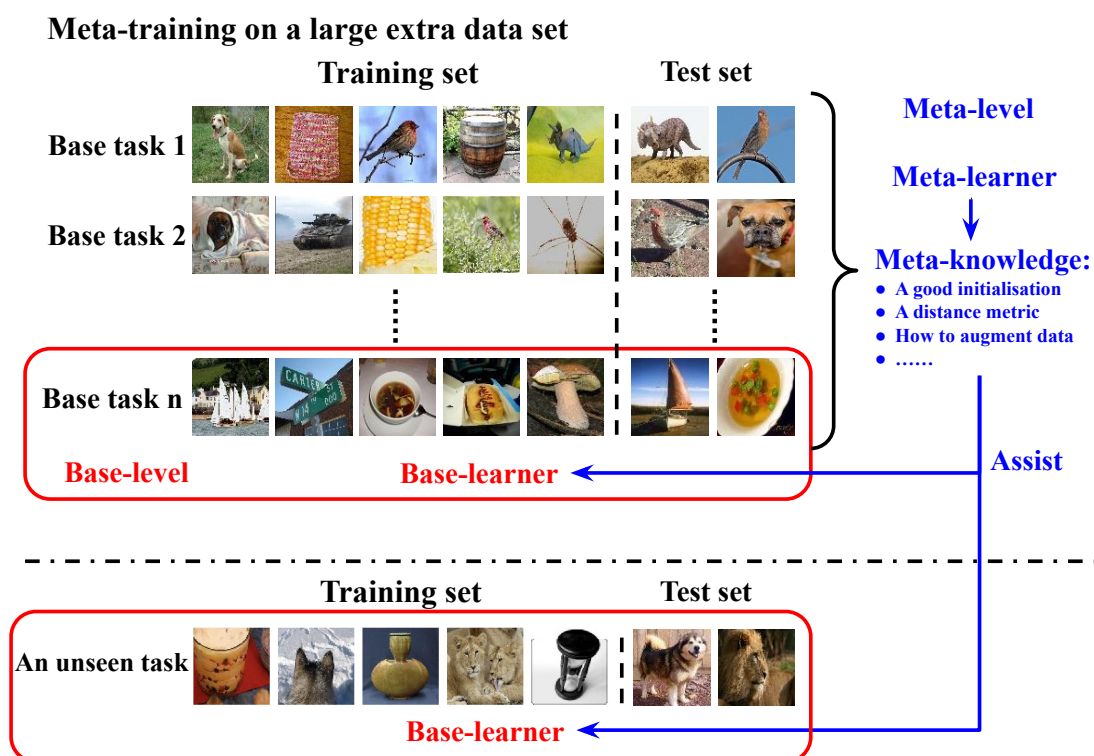 Meta-training on a large extra data set
Training set
Test set
Base task 1
Meta-level
Meta-learner
Base task 2
Meta-knowledge:
● A good initialisation
● A distance metric
● How to augment data
● ……
Base task n
CARTER ST
Base-level
Base-learner
Assist
Training set
Test set
An unseen task
Base-learner